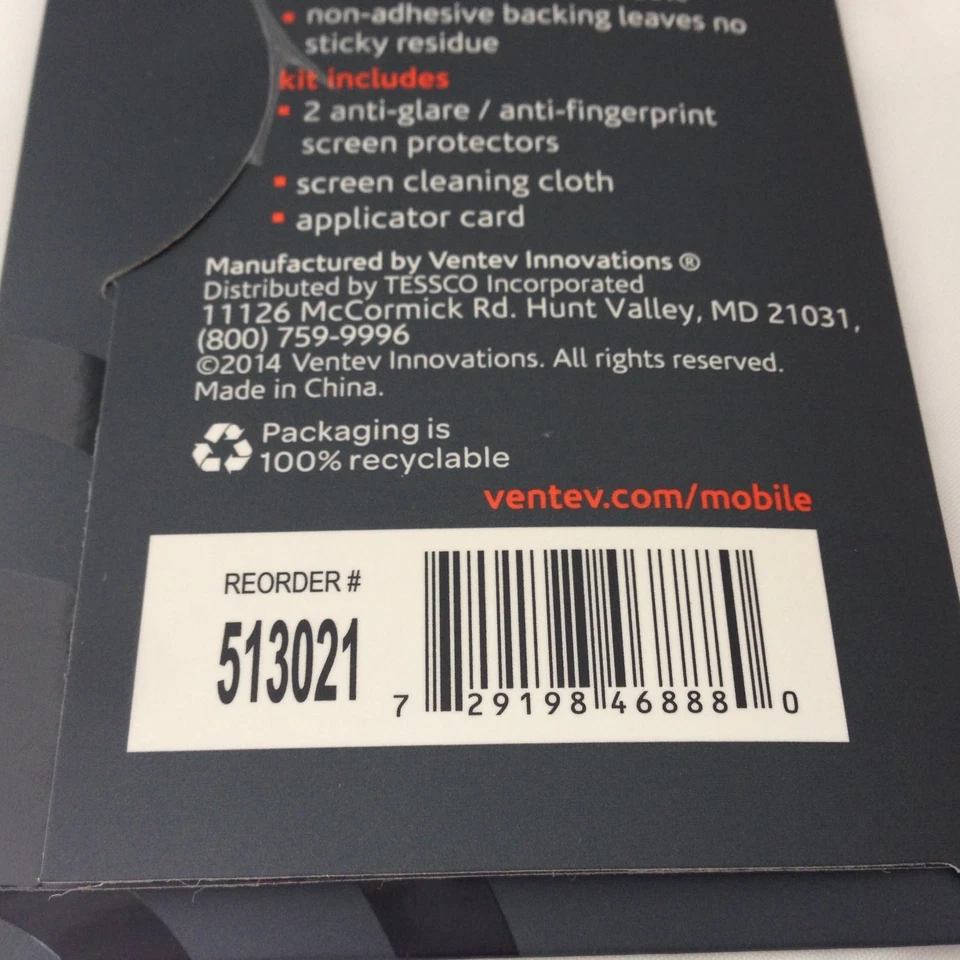 ▪ non-adhesive backing leaves no
sticky residue
kit includes
▪ 2 anti-glare / anti-fingerprint
screen protectors
▪ screen cleaning cloth
▪ applicator card
Manufactured by Ventev Innovations ®
Distributed by TESSCO Incorporated
11126 McCormick Rd. Hunt Valley, MD 21031,
(800) 759-9996
©2014 Ventev Innovations. All rights reserved.
Made in China.
Packaging is
100% recyclable
ventev.com/mobile
REORDER #
513021
7 29198 46888 0